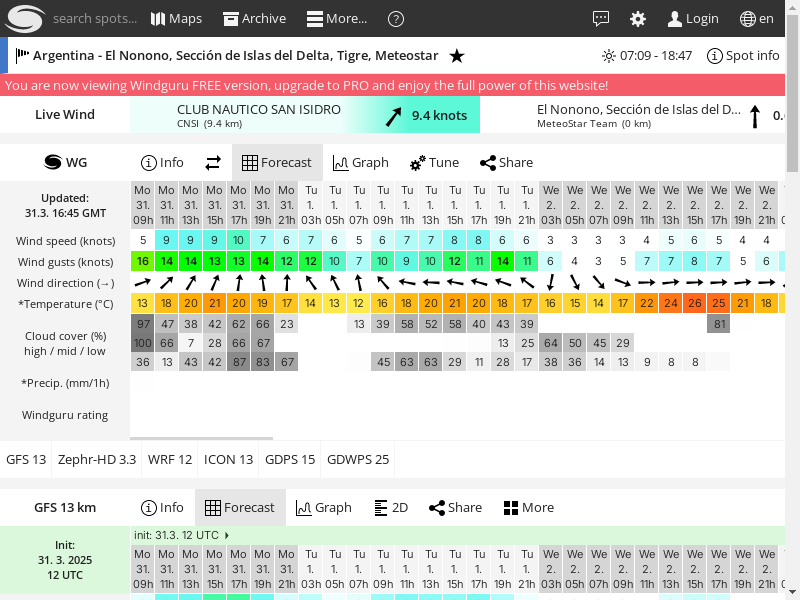 search spots... Maps Archive More... ? Login en
Argentina - El Nonono, Sección de Islas del Delta, Tigre, Meteostar ★ 07:09 - 18:47 Spot info
You are now viewing Windguru FREE version, upgrade to PRO and enjoy the full power of this website!
Live Wind
CLUB NAUTICO SAN ISIDRO
CNSI (9.4 km)
9.4 knots
El Nonono, Sección de Islas del D...
MeteoStar Team (0 km)
0.
WG Info Forecast Graph Tune Share
Updated:
31.3. 16:45 GMT
Mo Mo Mo Mo Mo Mo Mo Tu Tu Tu Tu Tu Tu Tu Tu Tu Tu We We We We We We We We We We
31. 31. 31. 31. 31. 31. 31. 1. 1. 1. 1. 1. 1. 1. 1. 1. 1. 2. 2. 2. 2. 2. 2. 2. 2. 2. 2.
09h 11h 13h 15h 17h 19h 21h 03h 05h 07h 09h 11h 13h 15h 17h 19h 21h 03h 05h 07h 09h 11h 13h 15h 17h 19h 21h
Wind speed (knots) 5 9 9 9 10 7 6 7 6 5 6 7 7 8 8 6 6 3 3 3 3 4 5 6 5 4 4
Wind gusts (knots) 16 14 14 13 13 14 12 12 10 7 10 9 10 12 11 14 11 6 4 3 5 7 7 8 7 5 6
Wind direction (→)
*Temperature (°C) 13 18 20 21 20 19 17 14 13 12 16 18 20 21 20 18 17 16 15 14 17 22 24 26 25 21 18
Cloud cover (%)
high / mid / low
97 47 38 42 62 66 23 13 39 58 52 58 40 43 39 81
100 66 7 28 66 67 13 25 64 50 45 29
36 13 43 42 87 83 67 45 63 63 29 11 28 17 38 36 14 13 9 8 8
*Precip. (mm/1h)
Windguru rating
GFS 13 Zephr-HD 3.3 WRF 12 ICON 13 GDPS 15 GDWPS 25
GFS 13 km Info Forecast Graph 2D Share More
Init:
31. 3. 2025
12 UTC
init: 31.3. 12 UTC
Mo Mo Mo Mo Mo Mo Mo Tu Tu Tu Tu Tu Tu Tu Tu Tu Tu We We We We We We We We We We
31. 31. 31. 31. 31. 31. 31. 1. 1. 1. 1. 1. 1. 1. 1. 1. 1. 2. 2. 2. 2. 2. 2. 2. 2. 2. 2.
09h 11h 13h 15h 17h 19h 21h 03h 05h 07h 09h 11h 13h 15h 17h 19h 21h 03h 05h 07h 09h 11h 13h 15h 17h 19h 21h